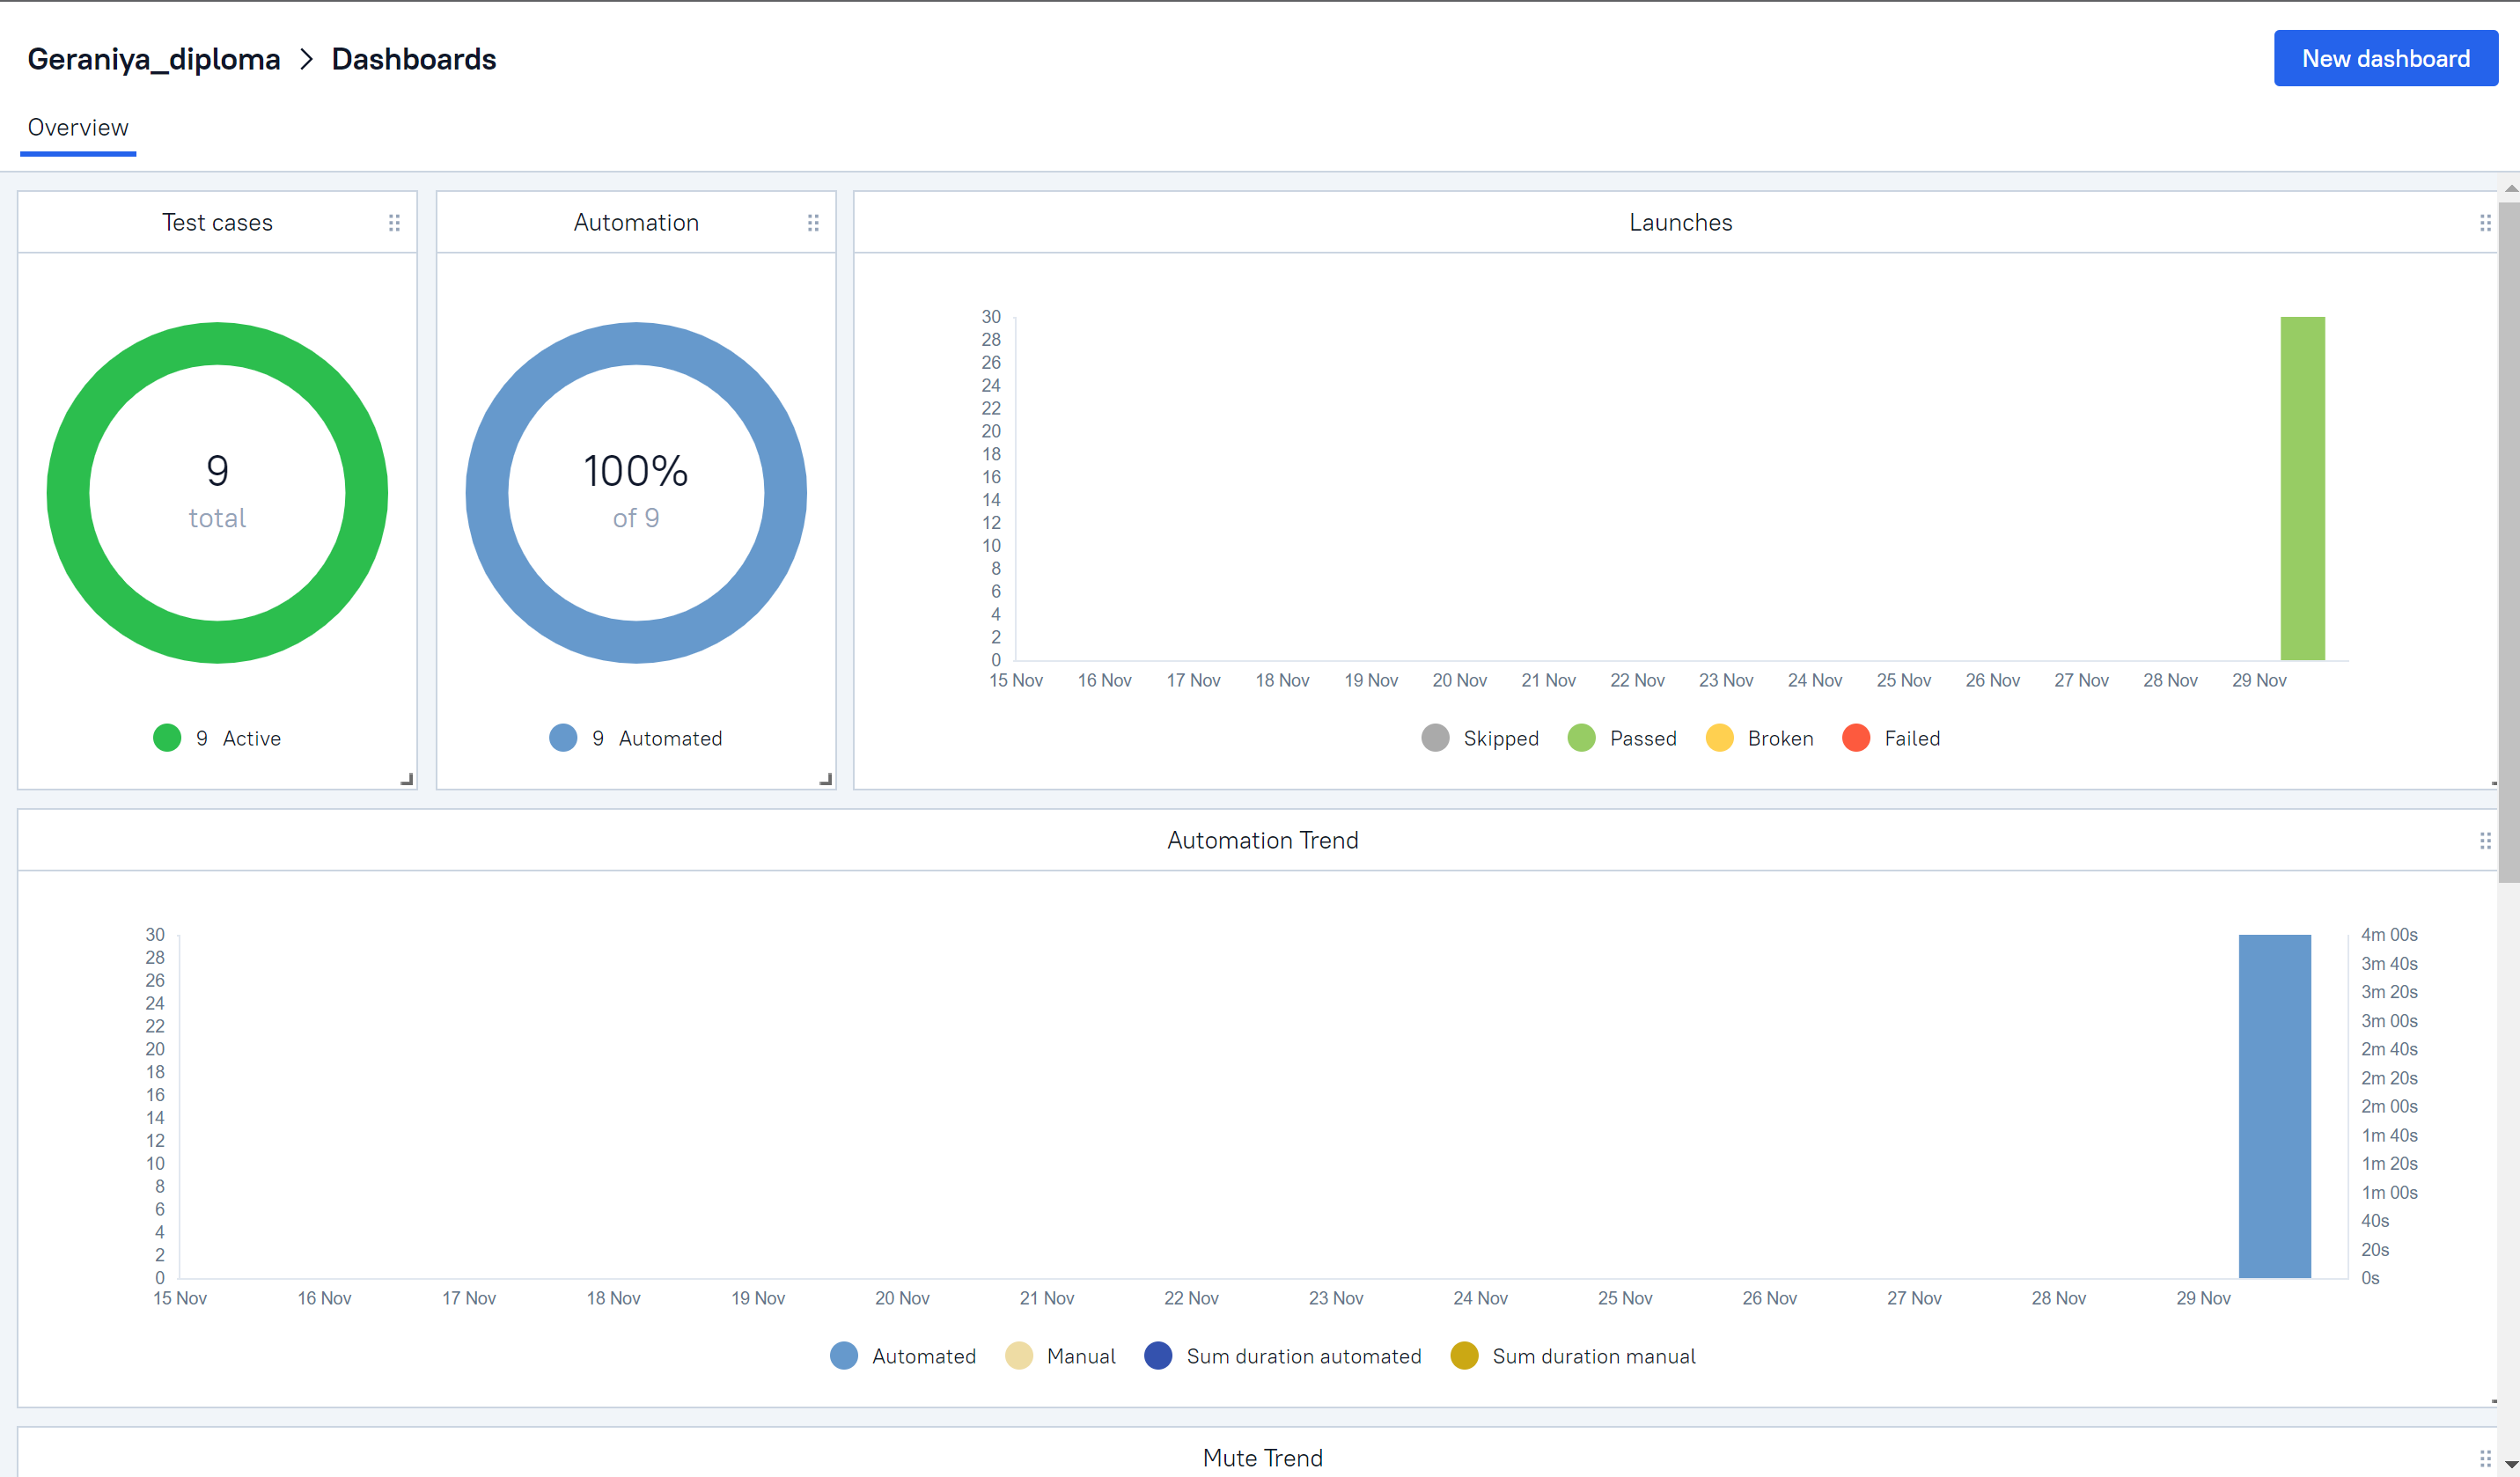 Geraniya_diploma > Dashboards
New dashboard
Overview
Test cases
9
total
9 Active
Automation
100%
of 9
9 Automated
Launches
30
28
26
24
22
20
18
16
14
12
10
8
6
4
2
0
15 Nov 16 Nov 17 Nov 18 Nov 19 Nov 20 Nov 21 Nov 22 Nov 23 Nov 24 Nov 25 Nov 26 Nov 27 Nov 28 Nov 29 Nov
Skipped Passed Broken Failed
Automation Trend
30
28
26
24
22
20
18
16
14
12
10
8
6
4
2
0
4m 00s
3m 40s
3m 20s
3m 00s
2m 40s
2m 20s
2m 00s
1m 40s
1m 20s
1m 00s
40s
20s
0s
15 Nov 16 Nov 17 Nov 18 Nov 19 Nov 20 Nov 21 Nov 22 Nov 23 Nov 24 Nov 25 Nov 26 Nov 27 Nov 28 Nov 29 Nov
Automated Manual Sum duration automated Sum duration manual
Mute Trend